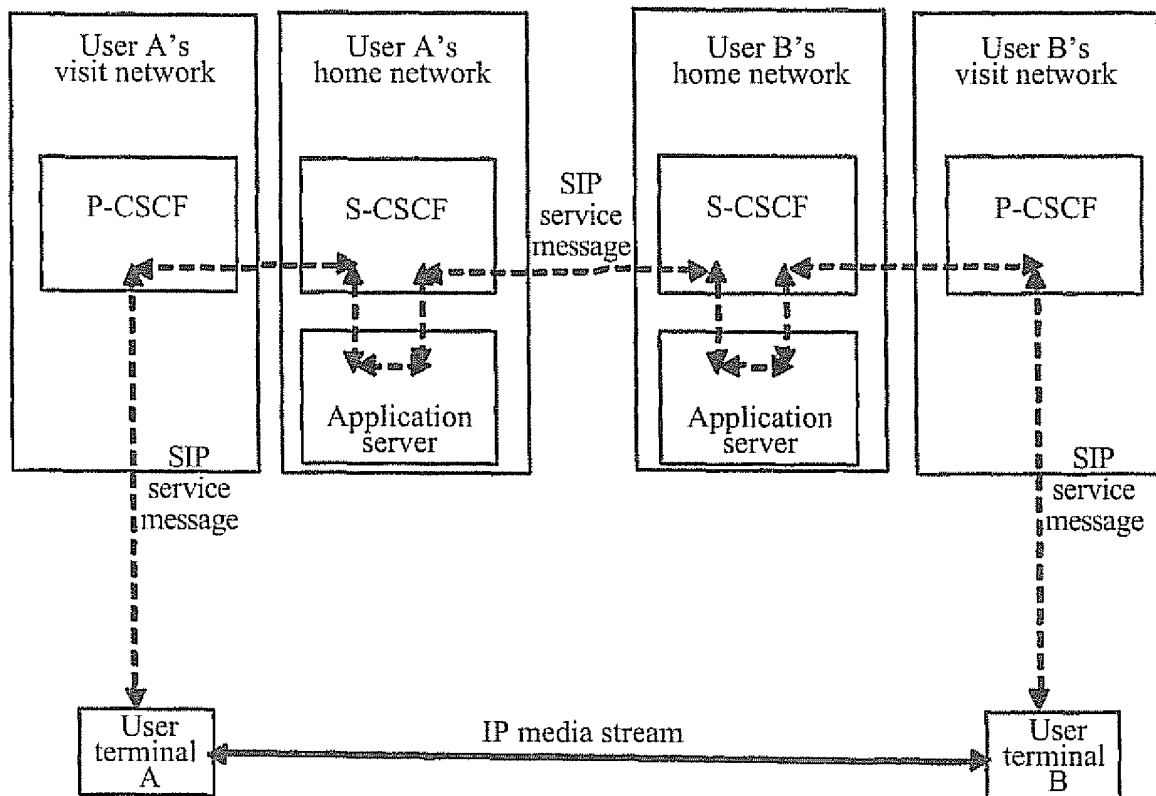 User A's
visit network
User A's
home network
User B's
home network
User B's
visit network
P-CSCF
S-CSCF
SIP
service
message
S-CSCF
P-CSCF
Application
server
Application
server
SIP
service
message
SIP
service
message
User
terminal
A
IP media stream
User
terminal
B